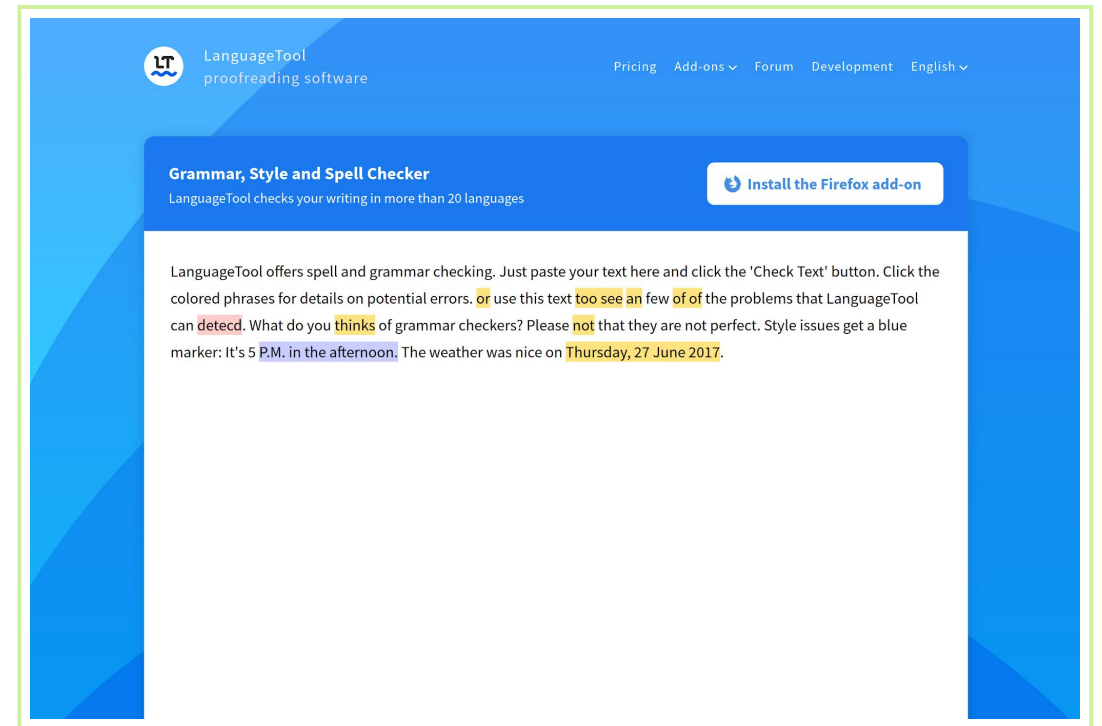 LanguageTool
proofreading software
Pricing Add-ons Forum Development English
Grammar, Style and Spell Checker
LanguageTool checks your writing in more than 20 languages
Install the Firefox add-on
LanguageTool offers spell and grammar checking. Just paste your text here and click the 'Check Text' button. Click the
colored phrases for details on potential errors. or use this text too see an few of of the problems that LanguageTool
can detecd. What do you thinks of grammar checkers? Please not that they are not perfect. Style issues get a blue
marker: It's 5 P.M. in the afternoon. The weather was nice on Thursday, 27 June 2017.